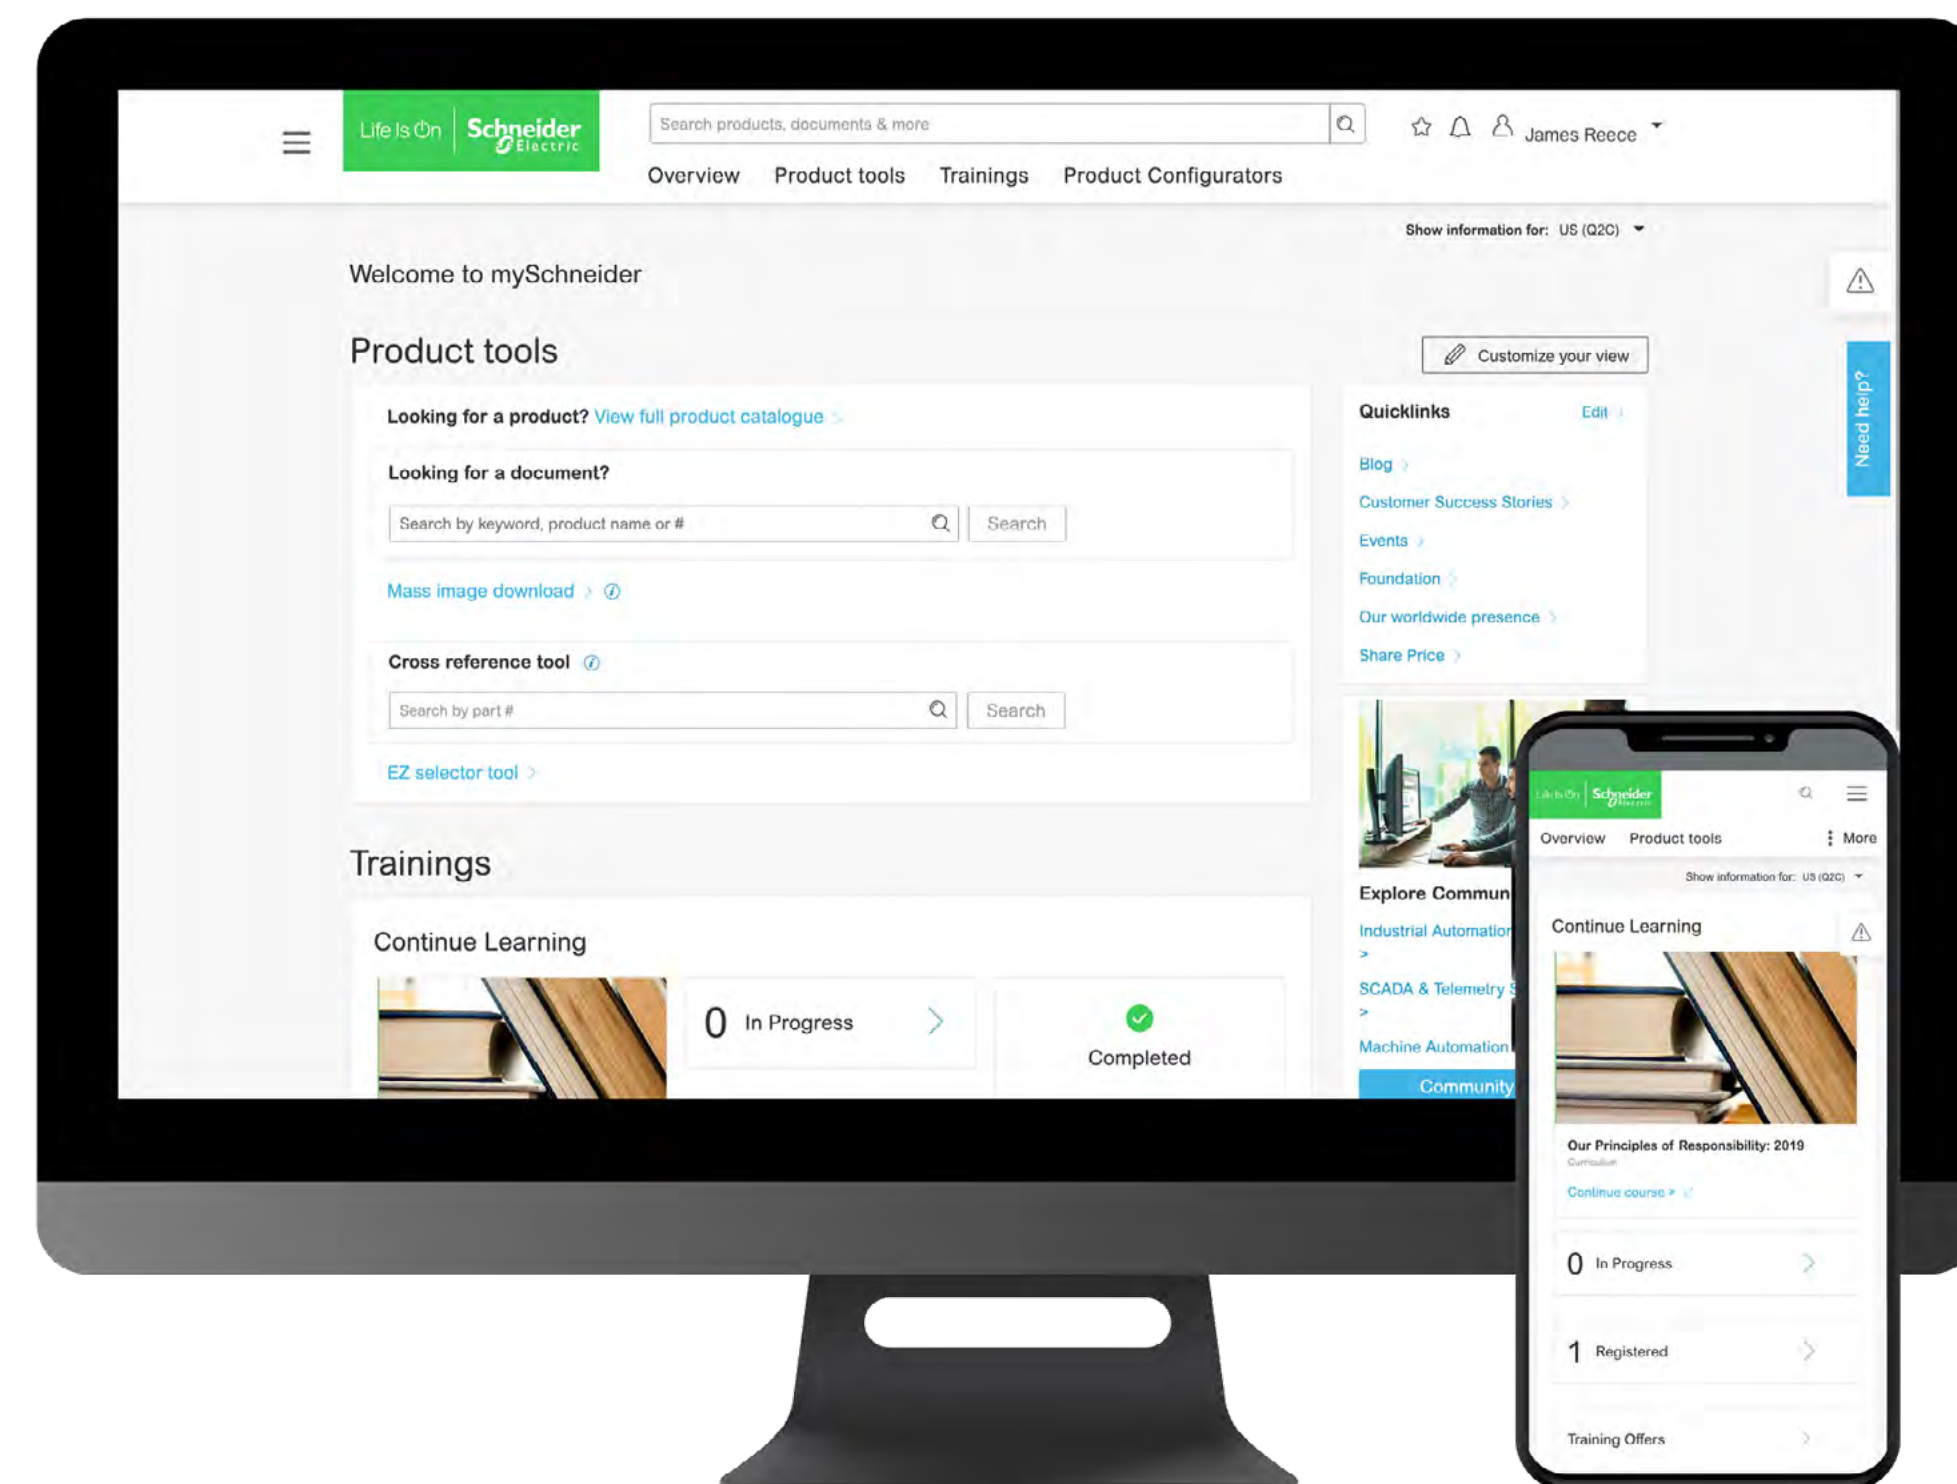 Life Is On
Schneider
Electric
Search products, documents & more
James Reece
Overview Product tools Trainings Product Configurators
Show information for: US (Q2C)
Welcome to mySchneider
Product tools
Customize your view
Looking for a product? View full product catalogue >
Looking for a document?
Search by keyword, product name or #
Search
Mass image download >
Cross reference tool
Search by part #
Search
EZ selector tool >
Quicklinks
Edit >
Blog >
Customer Success Stories >
Events >
Foundation >
Our worldwide presence >
Share Price >
Need help?
Trainings
Continue Learning
0 In Progress
Completed
Explore Commun
Industrial Automation
>
SCADA & Telemetry S
>
Machine Automation
Community
Life Is On
Schneider
Electric
Overview Product tools More
Show information for: US (Q2C)
Continue Learning
Our Principles of Responsibility: 2019
Curriculum
Continue course >
0 In Progress
1 Registered
Training Offers